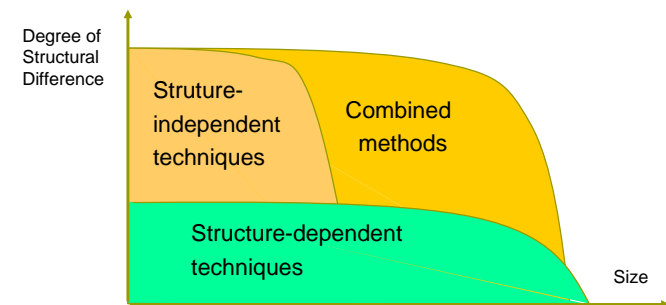 Degree of
Structural
Difference
Struture-
independent
techniques
Combined
methods
Structure-dependent
techniques
Size